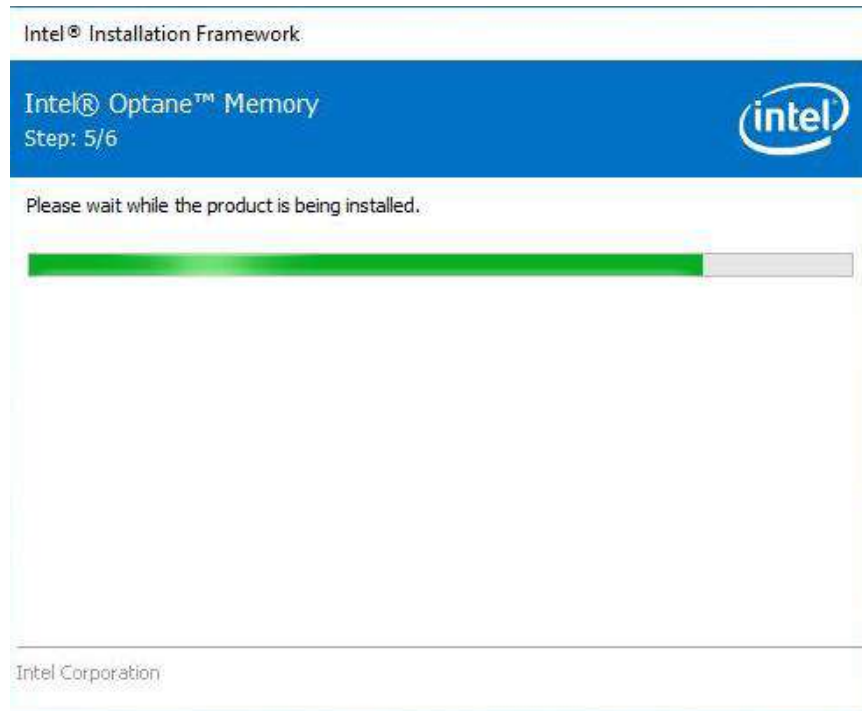 Intel® Installation Framework
Intel® Optane™ Memory
Step: 5/6
intel
Please wait while the product is being installed.
Intel Corporation